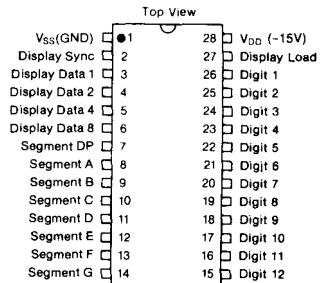 Top View
VSS(GND) 1 28 VDD (-15V)
Display Sync 2 27 Display Load
Display Data 1 3 26 Digit 1
Display Data 2 4 25 Digit 2
Display Data 4 5 24 Digit 3
Display Data 8 6 23 Digit 4
Segment DP 7 22 Digit 5
Segment A 8 21 Digit 6
Segment B 9 20 Digit 7
Segment C 10 19 Digit 8
Segment D 11 18 Digit 9
Segment E 12 17 Digit 10
Segment F 13 16 Digit 11
Segment G 14 15 Digit 12